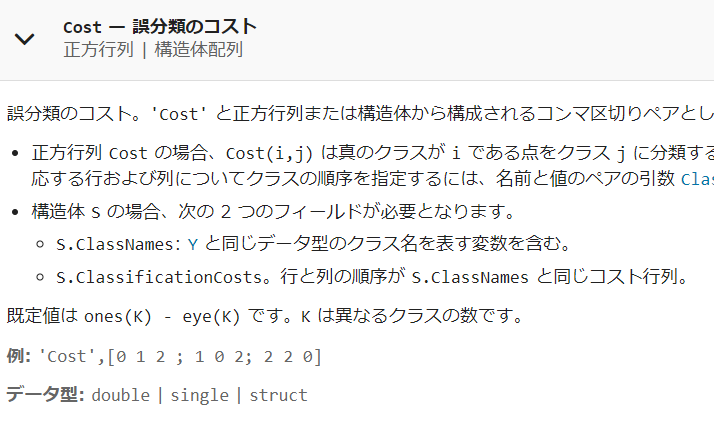 Cost — 誤分類のコスト
正方行列 | 構造体配列
誤分類のコスト。'Cost' と正方行列または構造体から構成されるコンマ区切りペアとし
• 正方行列 Cost の場合、Cost(i,j) は真のクラスが i である点をクラス j に分類する
応する行および列についてクラスの順序を指定するには、名前と値のペアの引数 Clas
• 構造体 S の場合、次の 2 つのフィールドが必要となります。
◦ S.ClassNames: Y と同じデータ型のクラス名を表す変数を含む。
◦ S.ClassificationCosts。行と列の順序が S.ClassNames と同じコスト行列。
既定値は ones(K) - eye(K) です。K は異なるクラスの数です。
例: 'Cost',[0 1 2 ; 1 0 2; 2 2 0]
データ型: double | single | struct